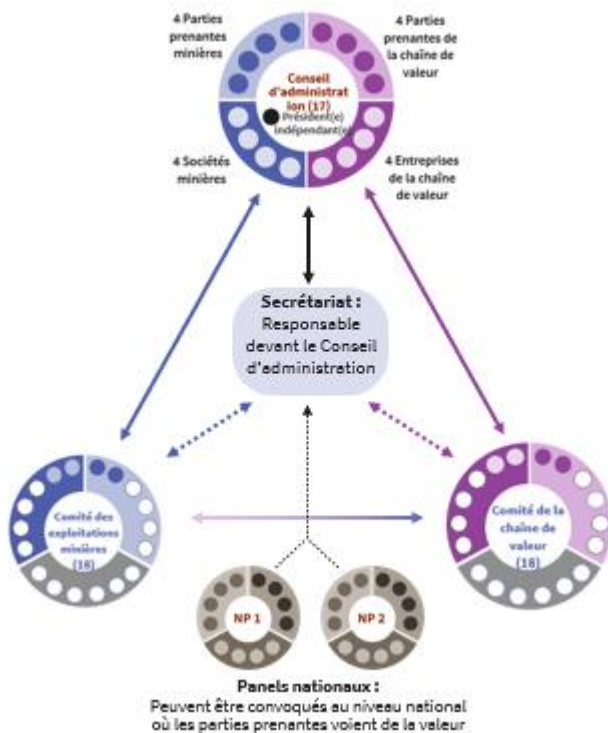 4 Parties
prenantes
minières
4 Parties
prenantes de
la chaîne de
valeur
Conseil
d'administrat
ion (17)
Président(e)
indépendant(e)
4 Sociétés
minières
4 Entreprises
de la chaîne de
valeur
Secrétariat :
Responsable
devant le Conseil
d'administration
Comité des
exploitations
minières
(18)
Comité de la
chaîne de
valeur
(18)
NP 1
NP 2
Panels nationaux :
Peuvent être convoqués au niveau national
où les parties prenantes voient de la valeur